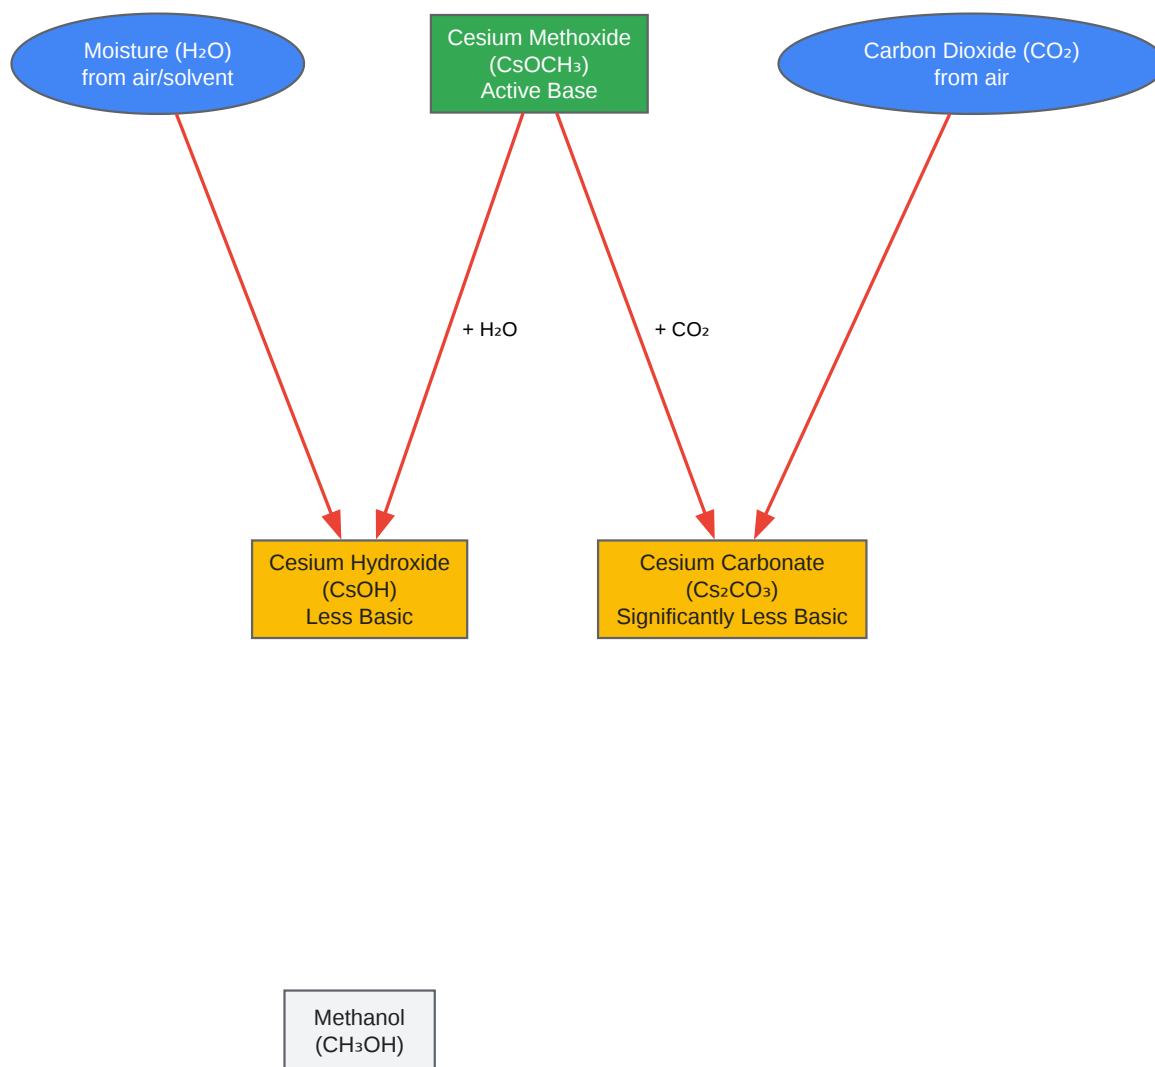 Moisture (H₂O)
from air/solvent
Cesium Methoxide
(CsOCH₃)
Active Base
Carbon Dioxide (CO₂)
from air
+ H₂O
+ CO₂
Cesium Hydroxide
(CsOH)
Less Basic
Cesium Carbonate
(Cs₂CO₃)
Significantly Less Basic
Methanol
(CH₃OH)